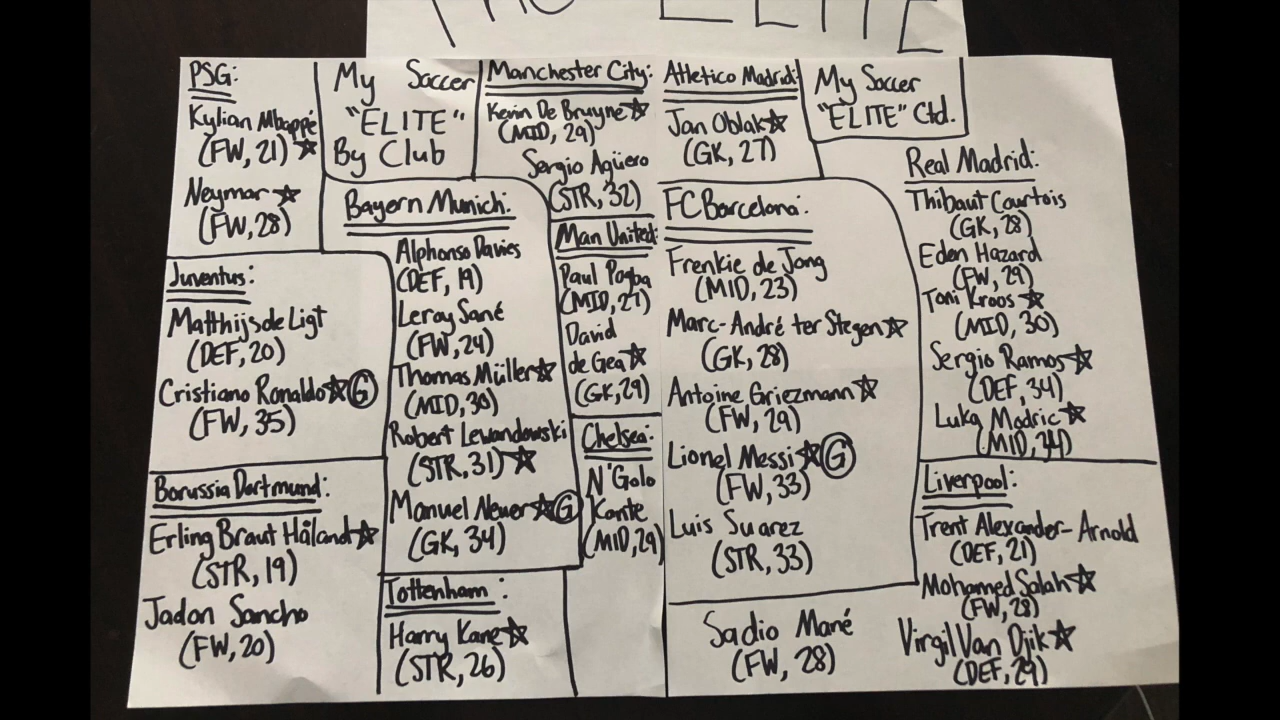 THE ELITE
PSG:
Kylian Mbappé
(FW, 21) ☆
Neymar ☆
(FW, 28)
My Soccer
"ELITE"
By Club
Manchester City:
Kevin De Bruyne ☆
(MID, 29)
Sergio Agüero
(STR, 32)
Juventus:
Matthijs de Ligt
(DEF, 20)
Cristiano Ronaldo ☆ G
(FW, 35)
Bayern Munich:
Alphonso Davies
(DEF, 19)
Leroy Sané
(FW, 24)
Thomas Müller ☆
(MID, 30)
Robert Lewandowski
(STR, 31) ☆
Manuel Neuer ☆ G
(GK, 34)
Man United:
Paul Pogba
(MID, 27)
David
de Gea ☆
(GK, 29)
Borussia Dortmund:
Erling Braut Håland ☆
(STR, 19)
Jadon Sancho
(FW, 20)
Tottenham:
Harry Kane ☆
(STR, 26)
Chelsea:
N'Golo
Kante
(MID, 29)
Atletico Madrid:
Jan Oblak ☆
(GK, 27)
My Soccer
"ELITE" Ctd.
FC Barcelona:
Frenkie de Jong
(MID, 23)
Marc-André ter Stegen ☆
(GK, 28)
Antoine Griezmann ☆
(FW, 29)
Lionel Messi ☆ G
(FW, 33)
Luis Suarez
(STR, 33)
Real Madrid:
Thibaut Courtois
(GK, 28)
Eden Hazard
(FW, 29)
Toni Kroos ☆
(MID, 30)
Sergio Ramos ☆
(DEF, 34)
Luka Modric ☆
(MID, 34)
Liverpool:
Trent Alexander-Arnold
(DEF, 21)
Mohamed Salah ☆
(FW, 28)
Virgil Van Djik ☆
(DEF, 29)
Sadio Mané
(FW, 28)